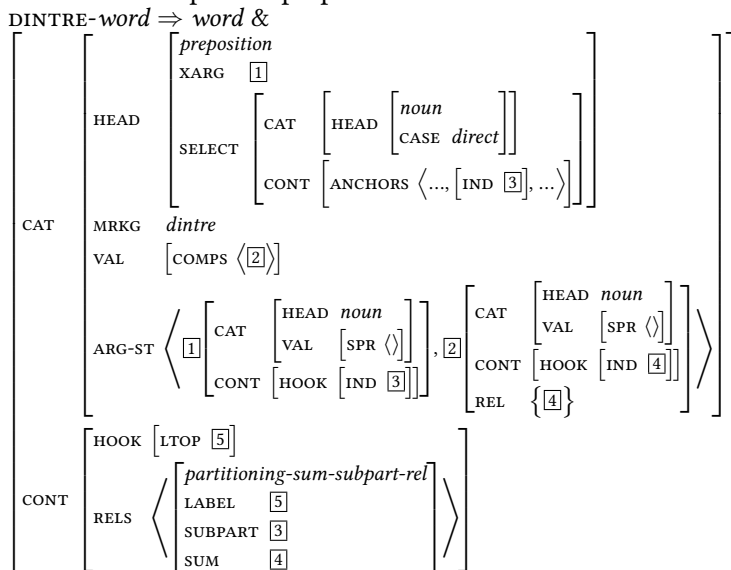 DINTRE-word ⇒ word &
preposition
XARG 1
noun
CAT HEAD
CASE direct
HEAD
SELECT
CONT ANCHORS ⟨..., [IND 3], ...⟩
CAT
MRKG dintre
VAL [COMPS ⟨2⟩]
HEAD noun
CAT
VAL [SPR ⟨⟩]
ARG-ST ⟨ 1 , 2
CONT [HOOK [IND 3]]
HEAD noun
CAT
VAL [SPR ⟨⟩]
CONT [HOOK [IND 4]]
REL {4} ⟩
HOOK [LTOP 5]
partitioning-sum-subpart-rel
LABEL 5
CONT
RELS ⟨ ⟩
SUBPART 3
SUM 4